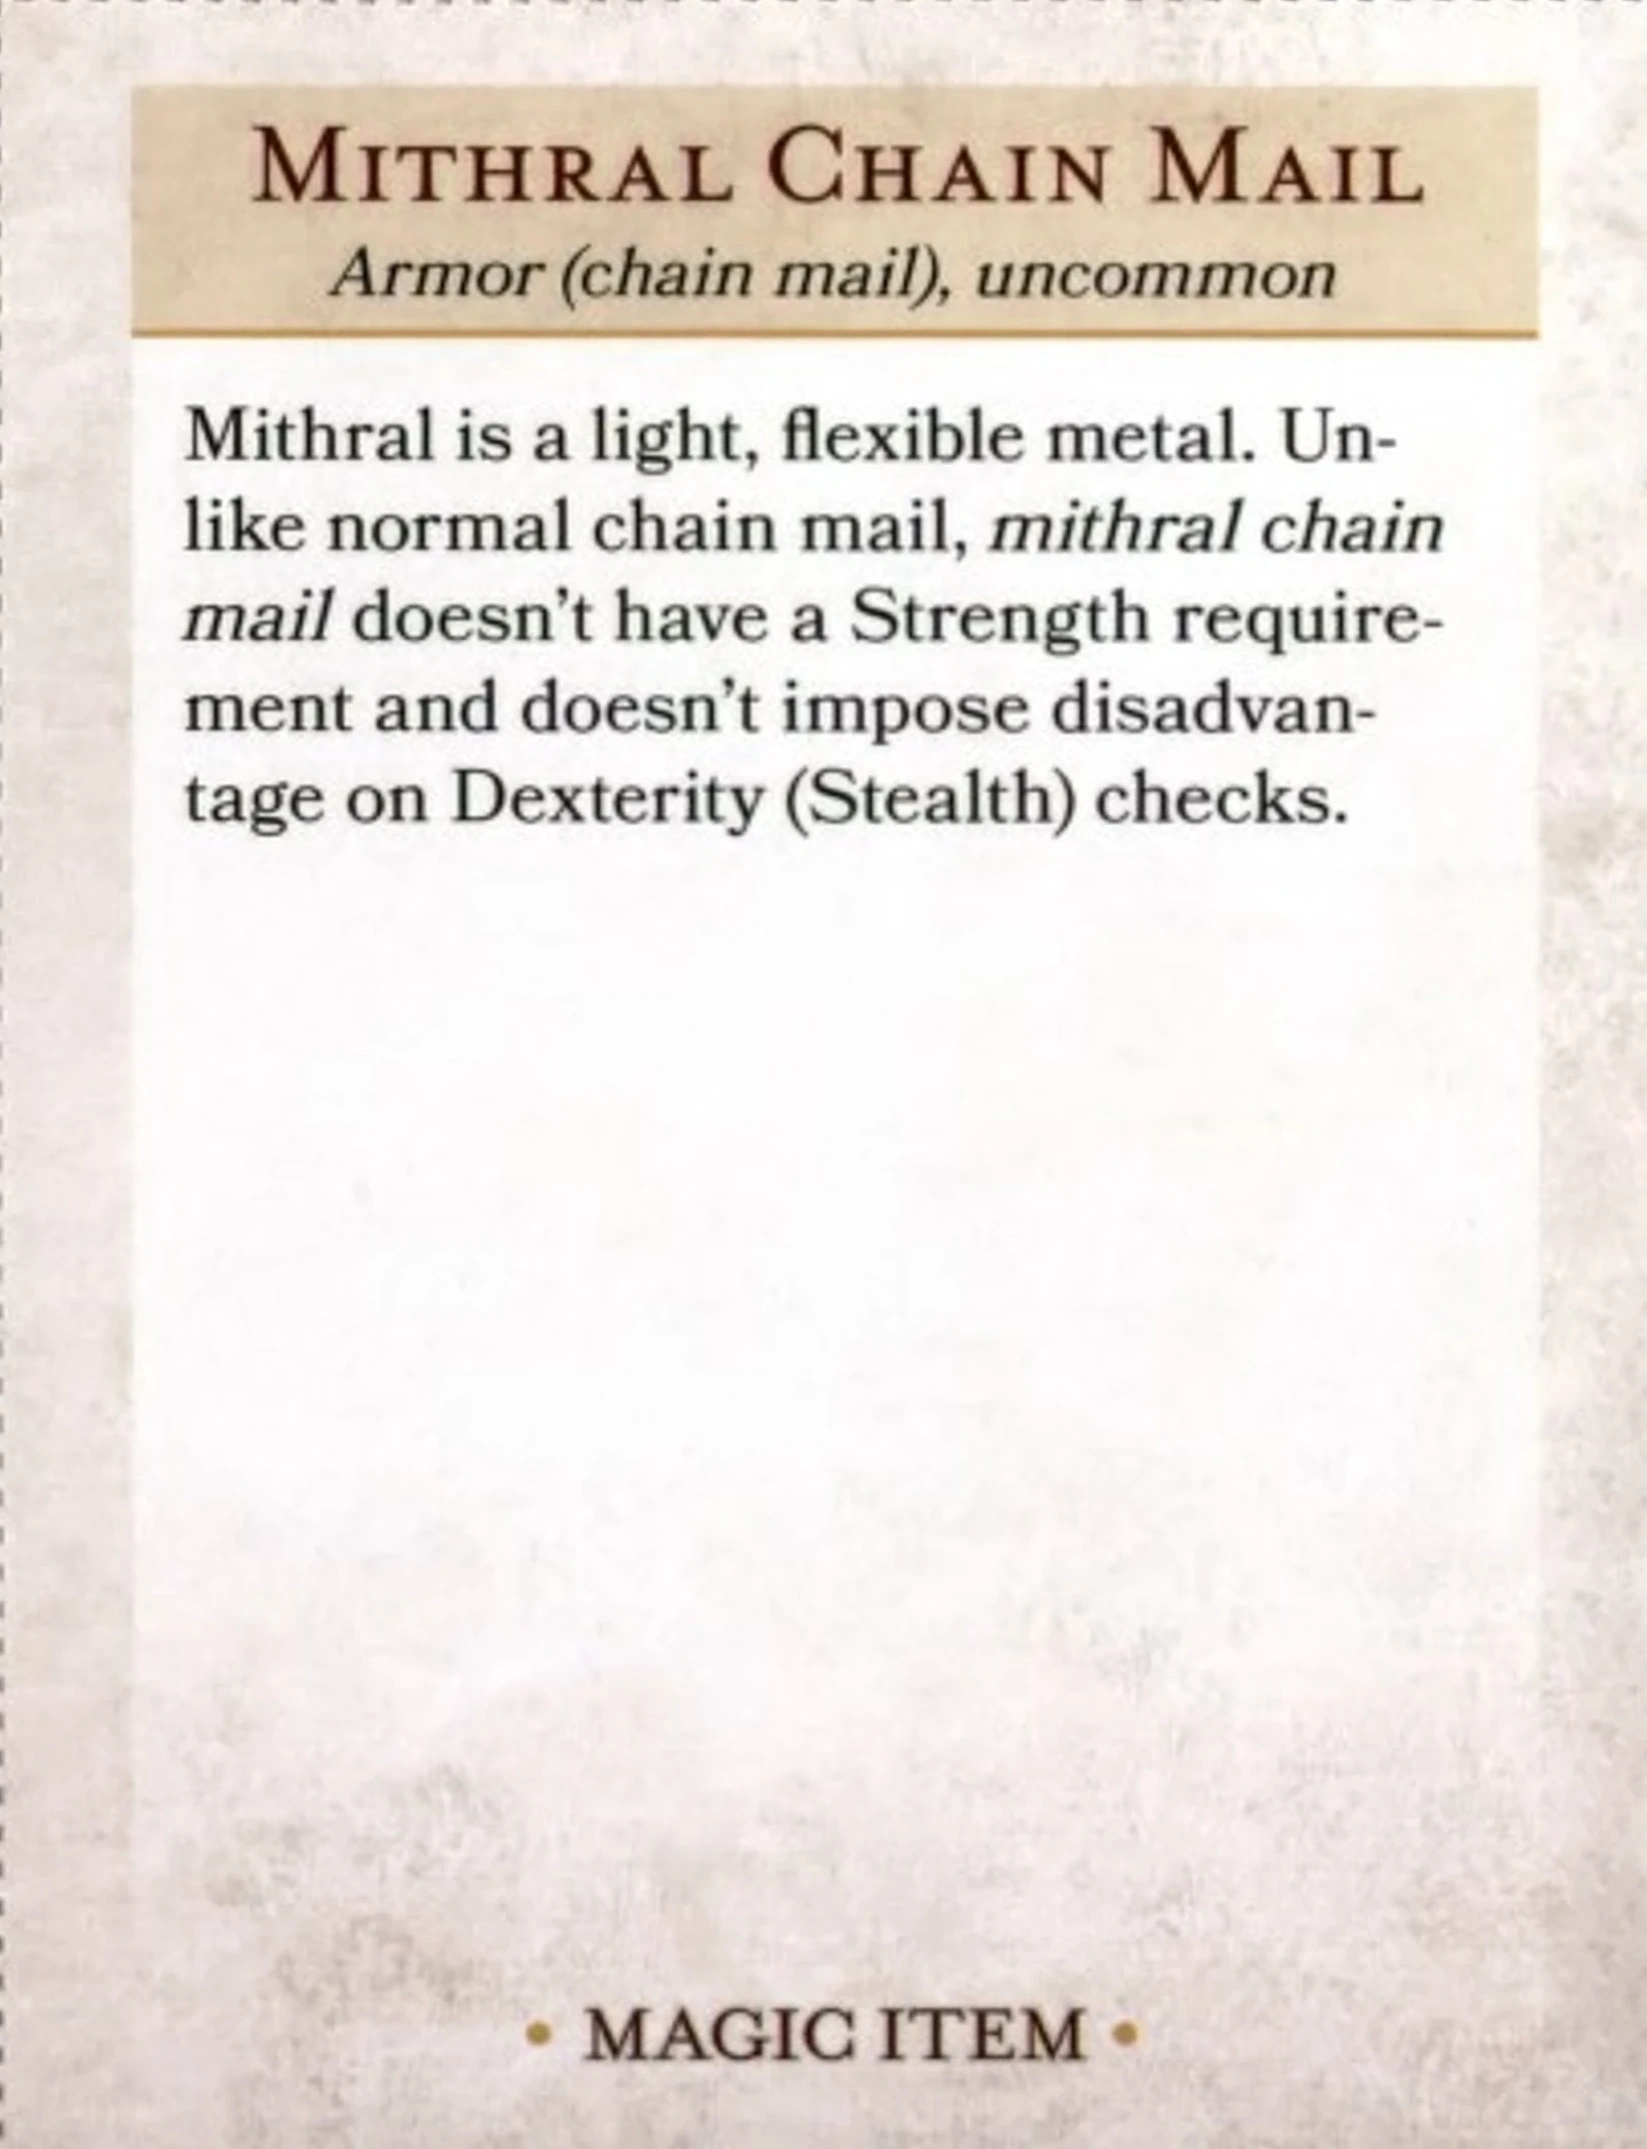 MITHRAL CHAIN MAIL
Armor (chain mail), uncommon
Mithral is a light, flexible metal. Un-
like normal chain mail, mithral chain
mail doesn't have a Strength require-
ment and doesn't impose disadvan-
tage on Dexterity (Stealth) checks.
• MAGIC ITEM •